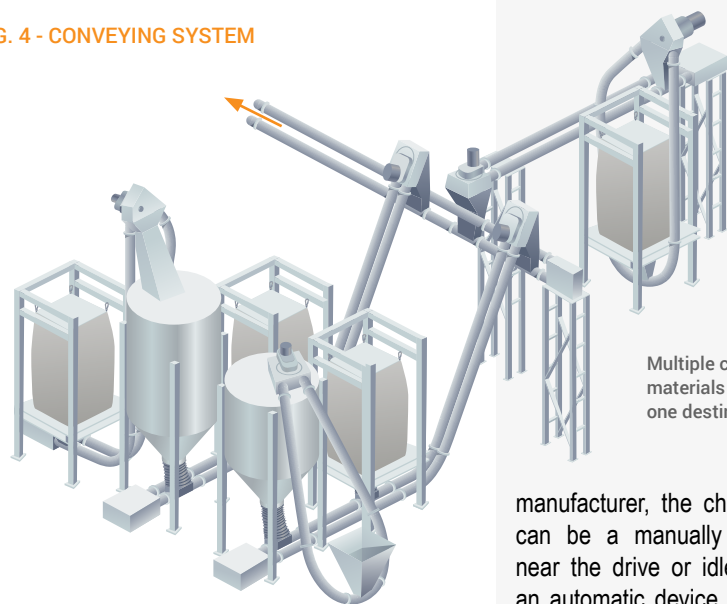 G. 4 - CONVEYING SYSTEM
Multiple c
materials
one destin
manufacturer, the ch
can be a manually
near the drive or idle
an automatic device